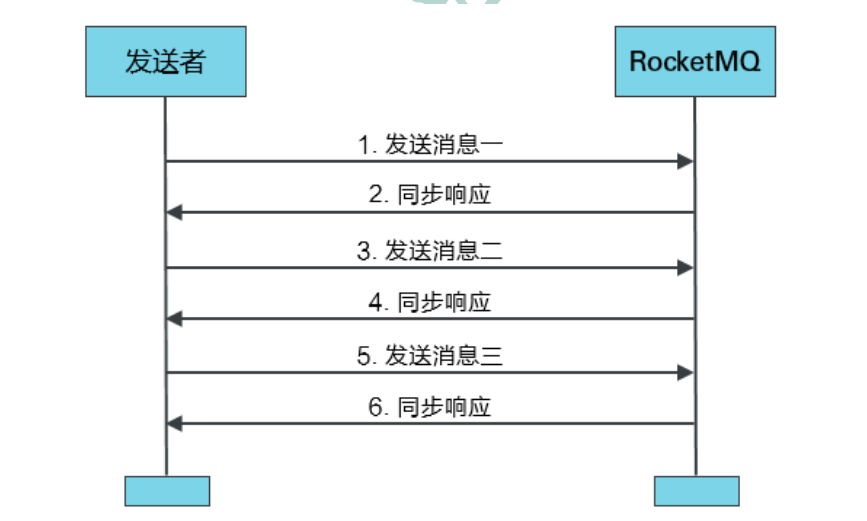 发送者
RocketMQ
1. 发送消息一
2. 同步响应
3. 发送消息二
4. 同步响应
5. 发送消息三
6. 同步响应